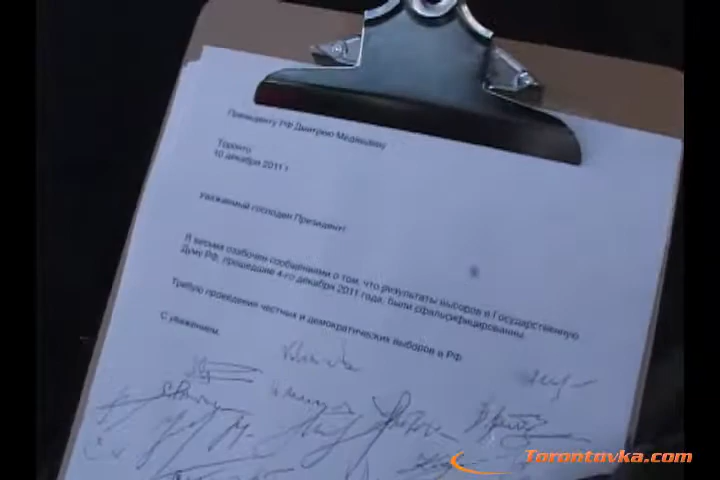 Президенту РФ Дмитрию Медведеву
Торонто
10 декабря 2011 г.
Уважаемый господин Президент!
Я весьма озабочен сообщениями о том, что результаты выборов в Государственную
Думу РФ, прошедшие 4-го декабря 2011 года, были сфальсифицированны.
Требую проведения честных и демократических выборов в РФ.
С уважением,
Torontovka.com